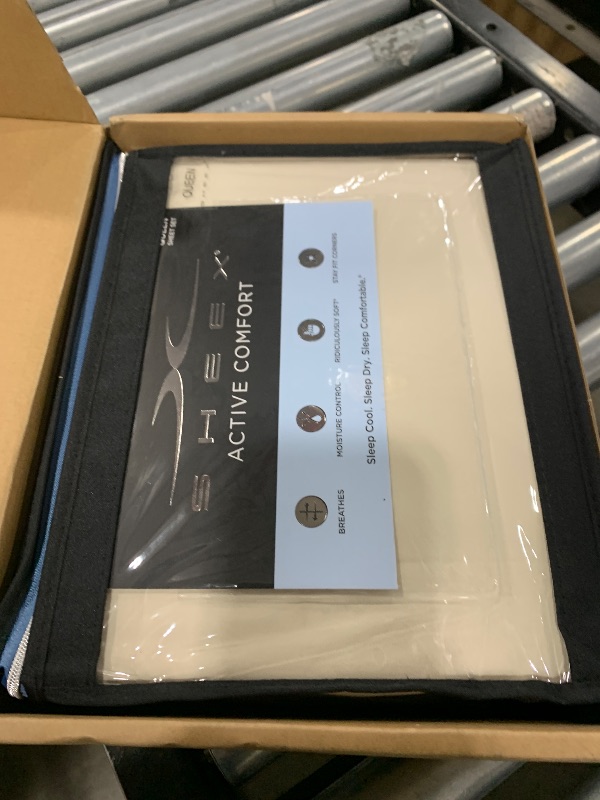 QUEEN
SHEET SET
SHEEX®
ACTIVE COMFORT
BREATHES
MOISTURE CONTROL
RIDICULOUSLY SOFT®
STAY FIT CORNERS
Sleep Cool. Sleep Dry. Sleep Comfortable.®